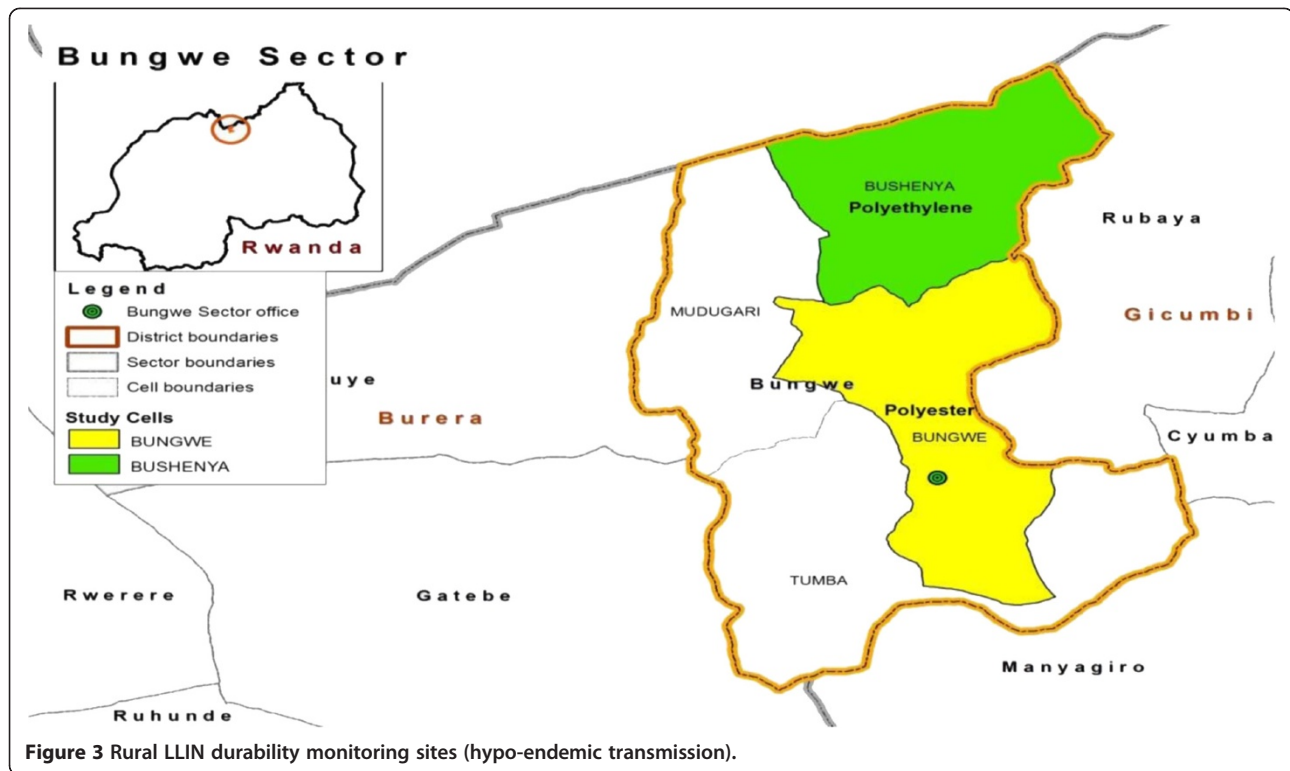 Bungwe Sector
Rwanda
Legend
Bungwe Sector office
District boundaries
Sector boundaries
Cell boundaries
Study Cells
BUNGWE
BUSHENYA
BUSHENYA
Polyethylene
Rubaya
MUDUGARI
Gicumbi
uye
Bungwe
Burera
Polyester
BUNGWE
Cyumba
TUMBA
Rwerere
Gatebe
Manyagiro
Ruhunde
Figure 3 Rural LLIN durability monitoring sites (hypo-endemic transmission).